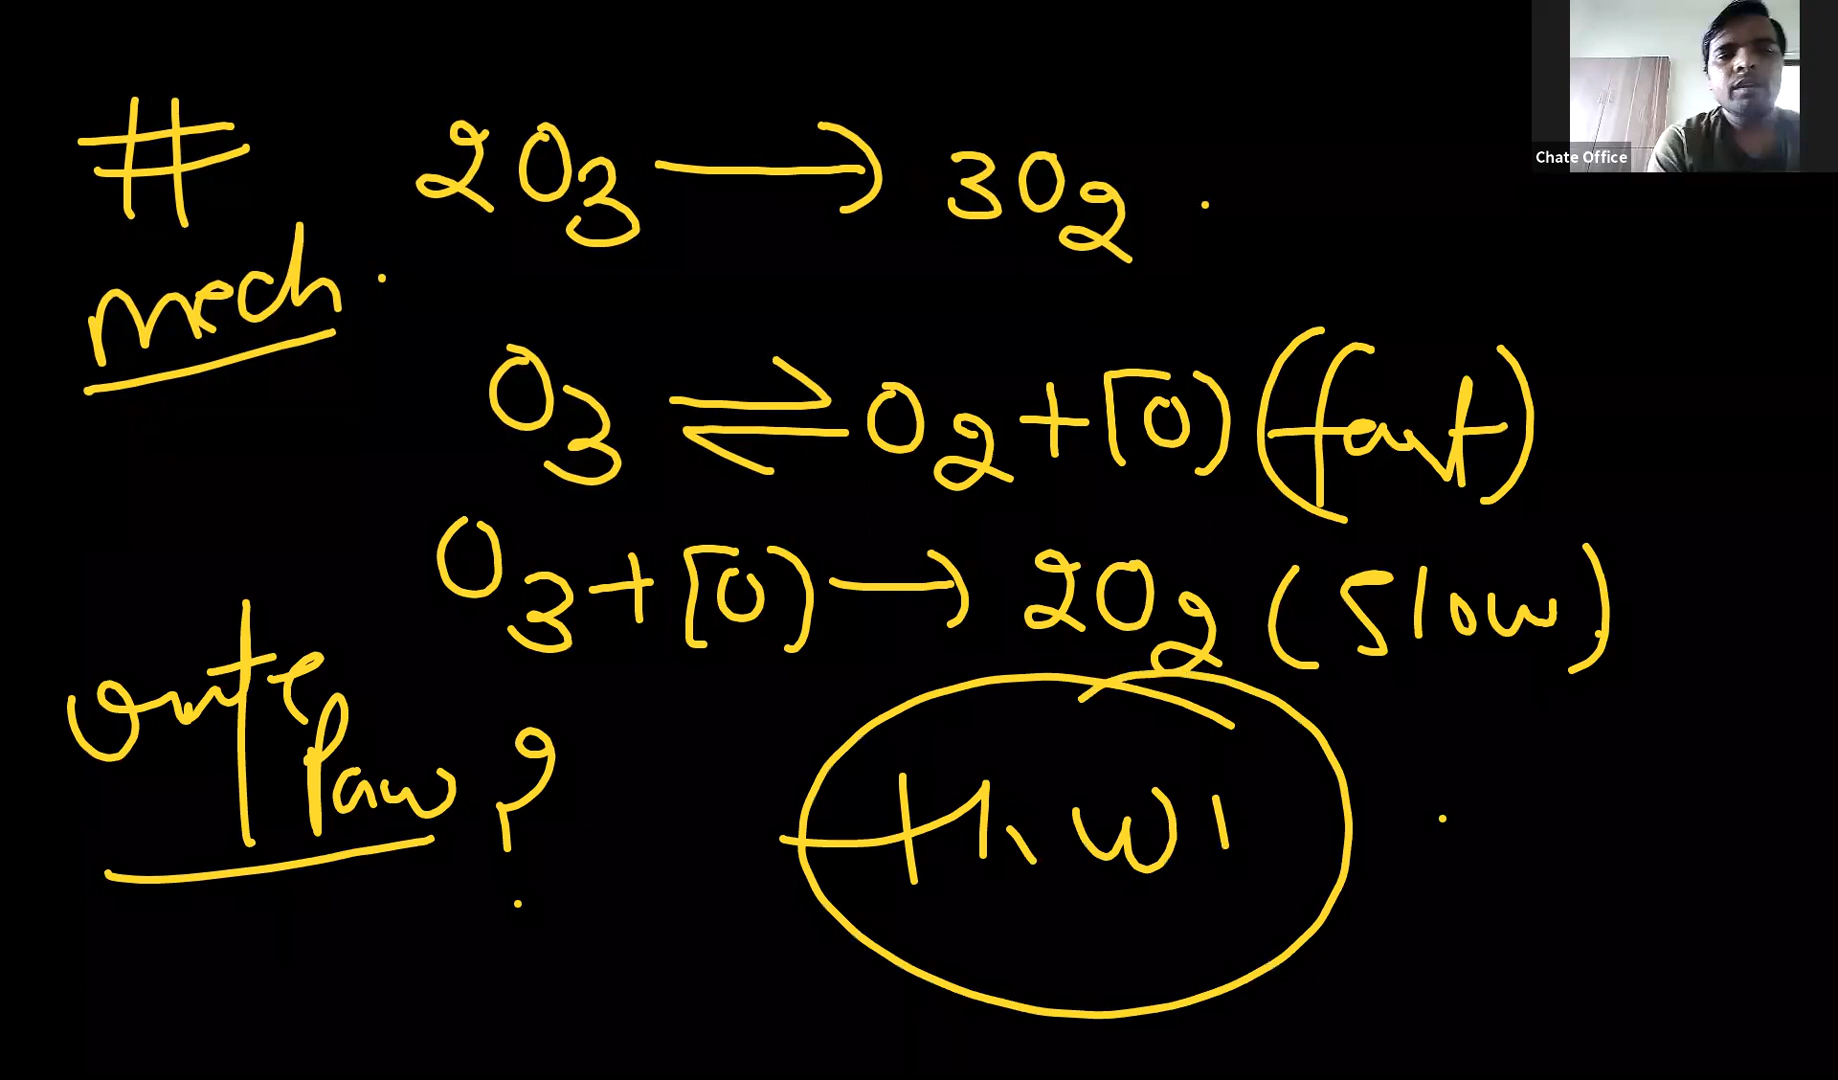 # 2O₃ ⟶ 3O₂.
mech.
O₃ ⇌ O₂ + [O] (fast)
O₃ + [O] ⟶ 2O₂ (Slow)
rate law ?
H.W.
Chate Office